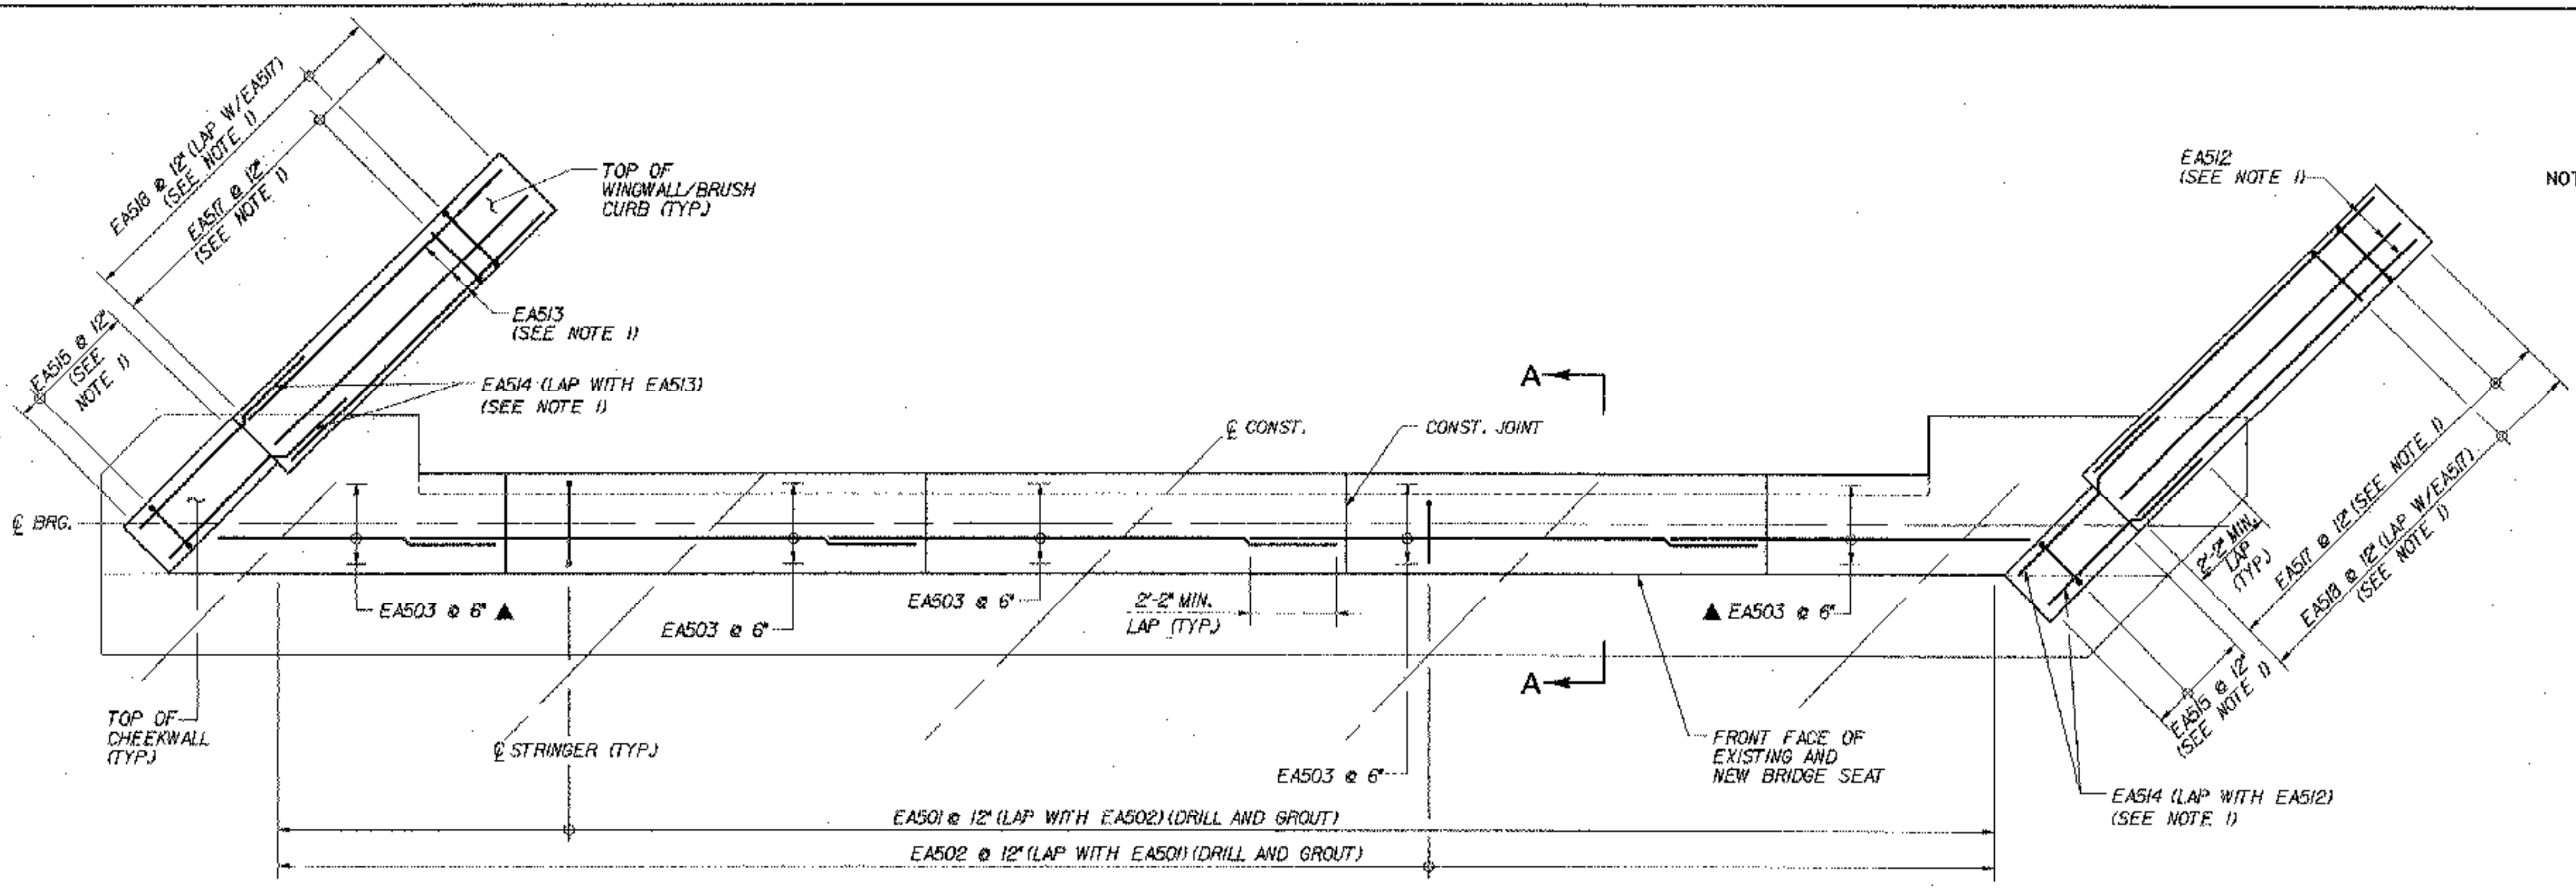 EA518 @ 12" (LAP W/EA517)
(SEE NOTE 1)
EA517 @ 12"
(SEE NOTE 1)
EA515 @ 12"
(SEE
NOTE 1)
TOP OF
WINGWALL/BRUSH
CURB (TYP.)
EA513
(SEE NOTE 1)
EA514 (LAP WITH EA513)
(SEE NOTE 1)
EA512
(SEE NOTE 1)
NOT
A
℄ CONST.
CONST. JOINT
℄ BRG.
EA503 @ 6" ▲
EA503 @ 6"
EA503 @ 6"
2'-2" MIN.
LAP (TYP.)
▲ EA503 @ 6"
2'-2" MIN.
LAP
(TYP.)
EA517 @ 12" (SEE NOTE 1)
EA518 @ 12" (LAP W/EA517)
(SEE NOTE 1)
EA515 @ 12"
(SEE NOTE 1)
A
TOP OF
CHEEKWALL
(TYP.)
℄ STRINGER (TYP.)
EA503 @ 6"
FRONT FACE OF
EXISTING AND
NEW BRIDGE SEAT
EA514 (LAP WITH EA512)
(SEE NOTE 1)
EA501 @ 12" (LAP WITH EA502) (DRILL AND GROUT)
EA502 @ 12" (LAP WITH EA501) (DRILL AND GROUT)